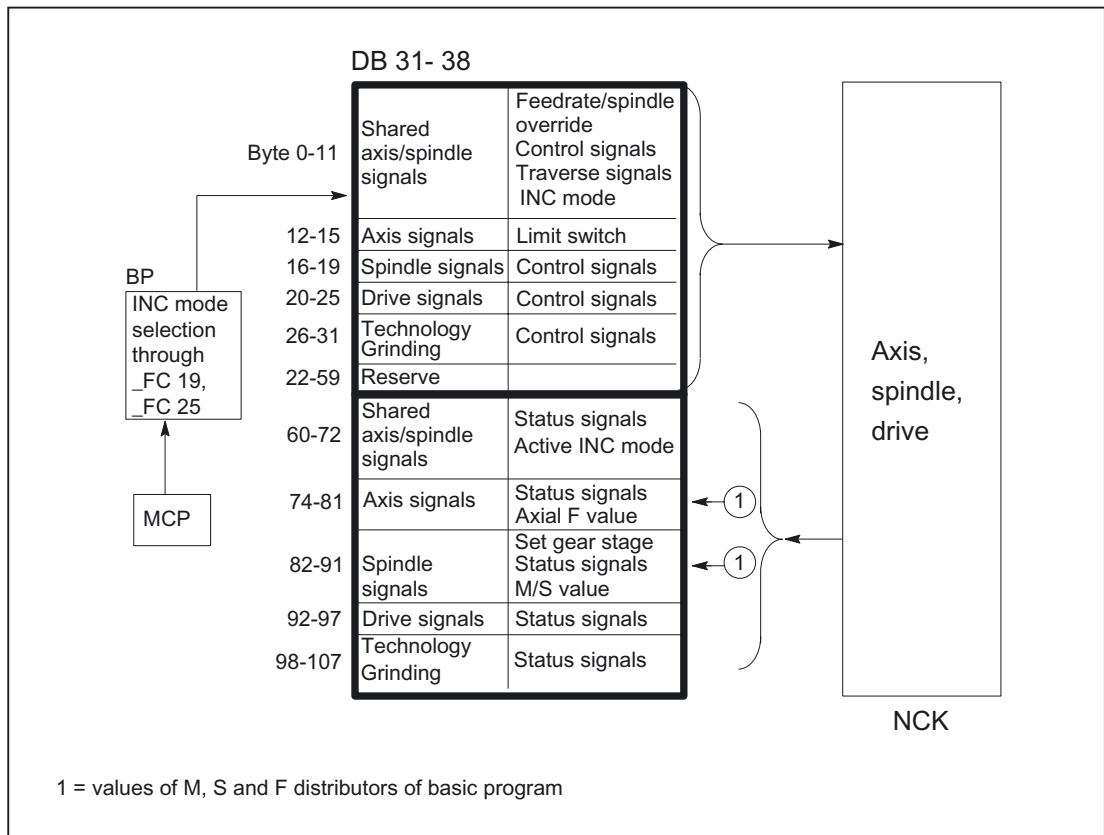 DB 31- 38
Byte 0-11
Shared
axis/spindle
signals
Feedrate/spindle
override
Control signals
Traverse signals
INC mode
12-15
Axis signals
Limit switch
16-19
Spindle signals
Control signals
20-25
Drive signals
Control signals
26-31
Technology
Grinding
Control signals
22-59
Reserve
60-72
Shared
axis/spindle
signals
Status signals
Active INC mode
74-81
Axis signals
Status signals
Axial F value
1
82-91
Spindle
signals
Set gear stage
Status signals
M/S value
1
92-97
Drive signals
Status signals
98-107
Technology
Grinding
Status signals
BP
INC mode
selection
through
_FC 19,
_FC 25
MCP
Axis,
spindle,
drive
NCK
1 = values of M, S and F distributors of basic program